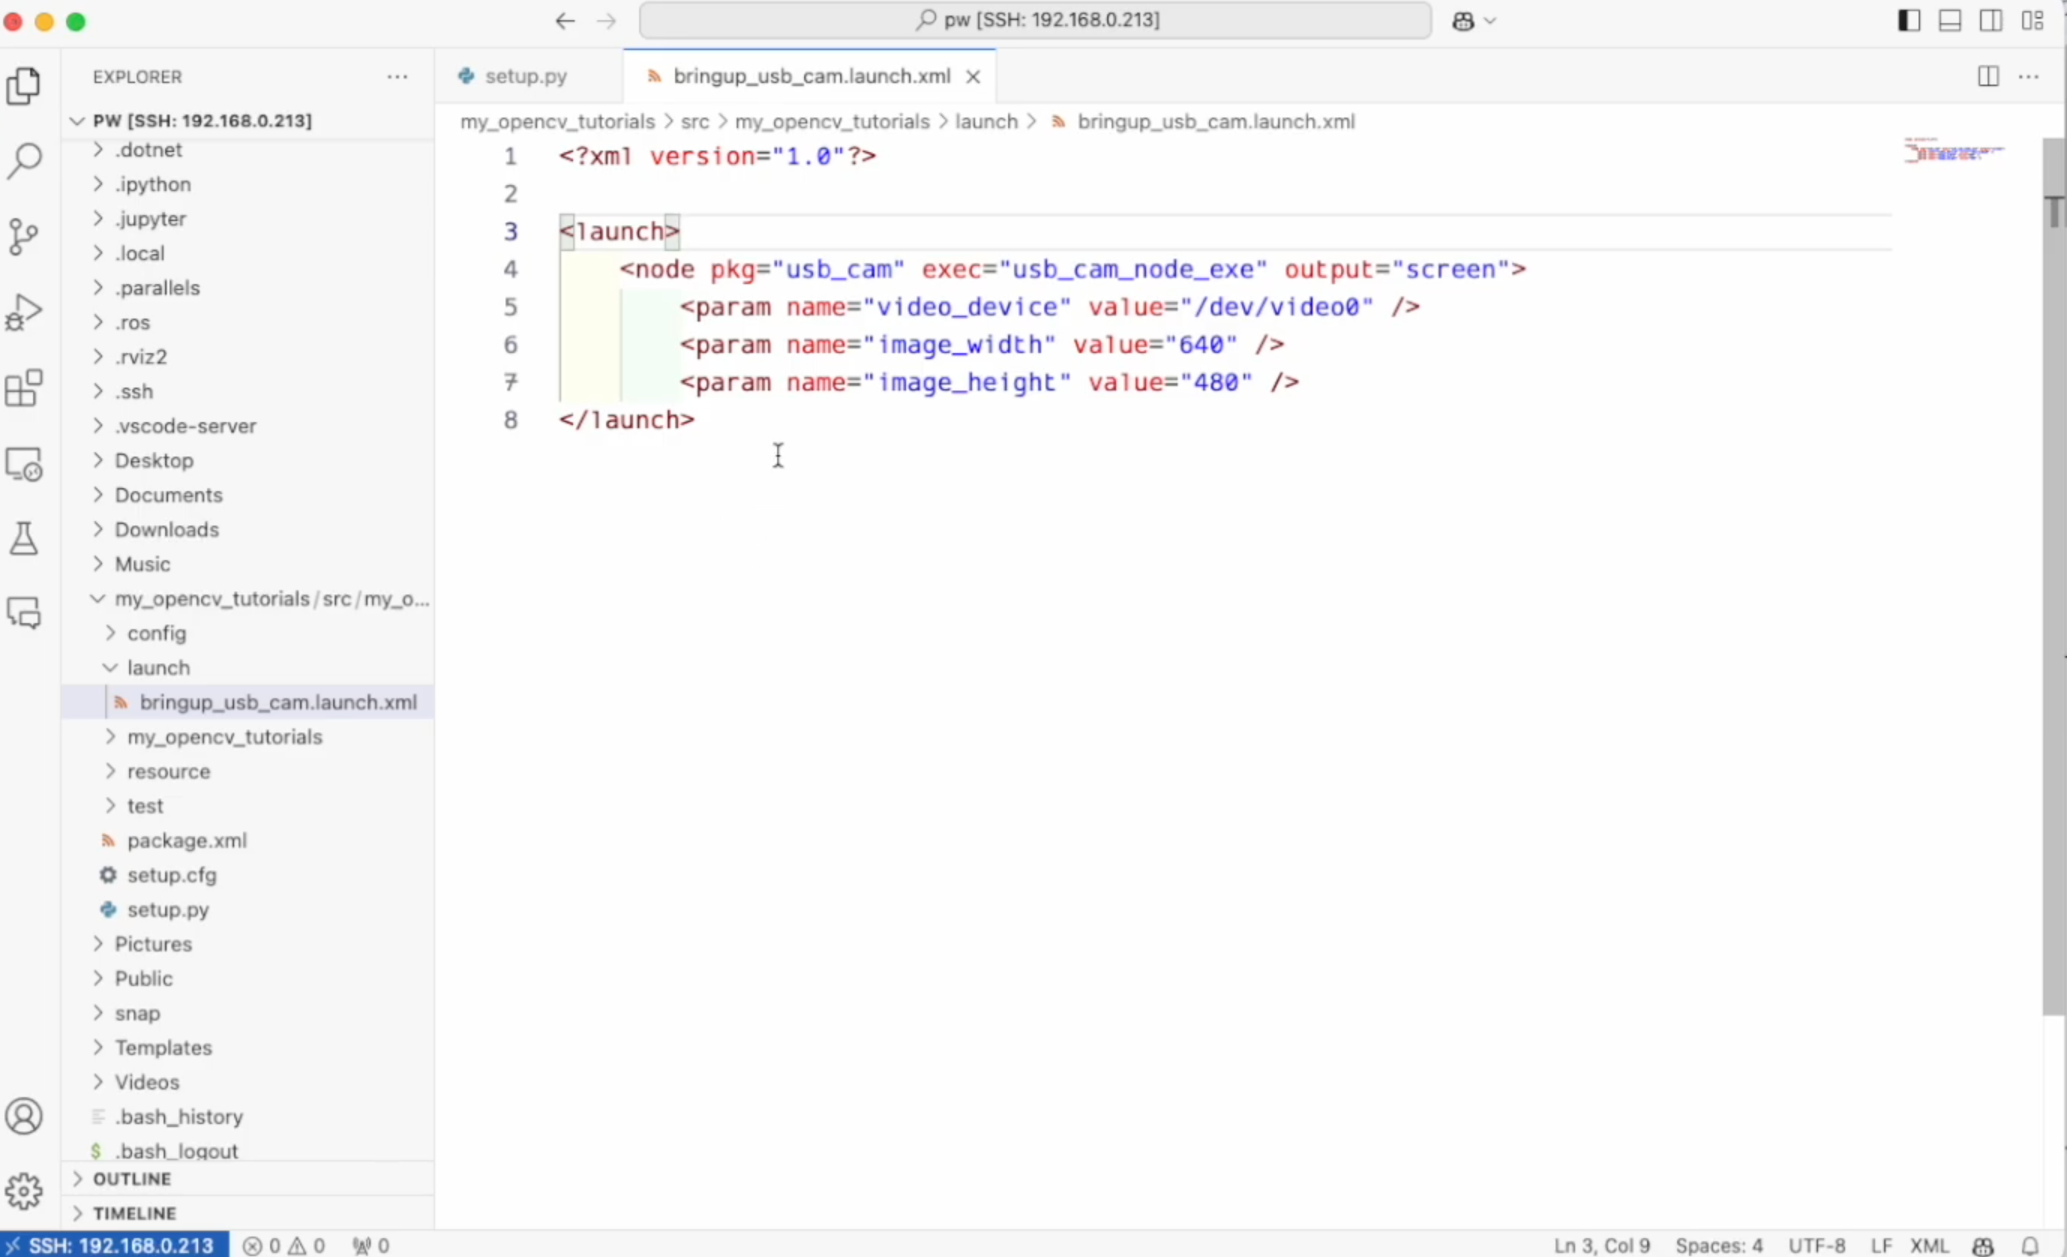 pw [SSH: 192.168.0.213]
EXPLORER
setup.py
bringup_usb_cam.launch.xml
PW [SSH: 192.168.0.213]
my_opencv_tutorials > src > my_opencv_tutorials > launch > bringup_usb_cam.launch.xml
.dotnet
.ipython
.jupyter
.local
.parallels
.ros
.rviz2
.ssh
.vscode-server
Desktop
Documents
Downloads
Music
my_opencv_tutorials/src/my_o...
config
launch
bringup_usb_cam.launch.xml
my_opencv_tutorials
resource
test
package.xml
setup.cfg
setup.py
Pictures
Public
snap
Templates
Videos
.bash_history
$ .bash_logout
OUTLINE
TIMELINE
1 <?xml version="1.0"?>
2
3 <launch>
4 <node pkg="usb_cam" exec="usb_cam_node_exe" output="screen">
5 <param name="video_device" value="/dev/video0" />
6 <param name="image_width" value="640" />
7 <param name="image_height" value="480" />
8 </launch>
SSH: 192.168.0.213 0 0 0
Ln 3, Col 9 Spaces: 4 UTF-8 LF XML